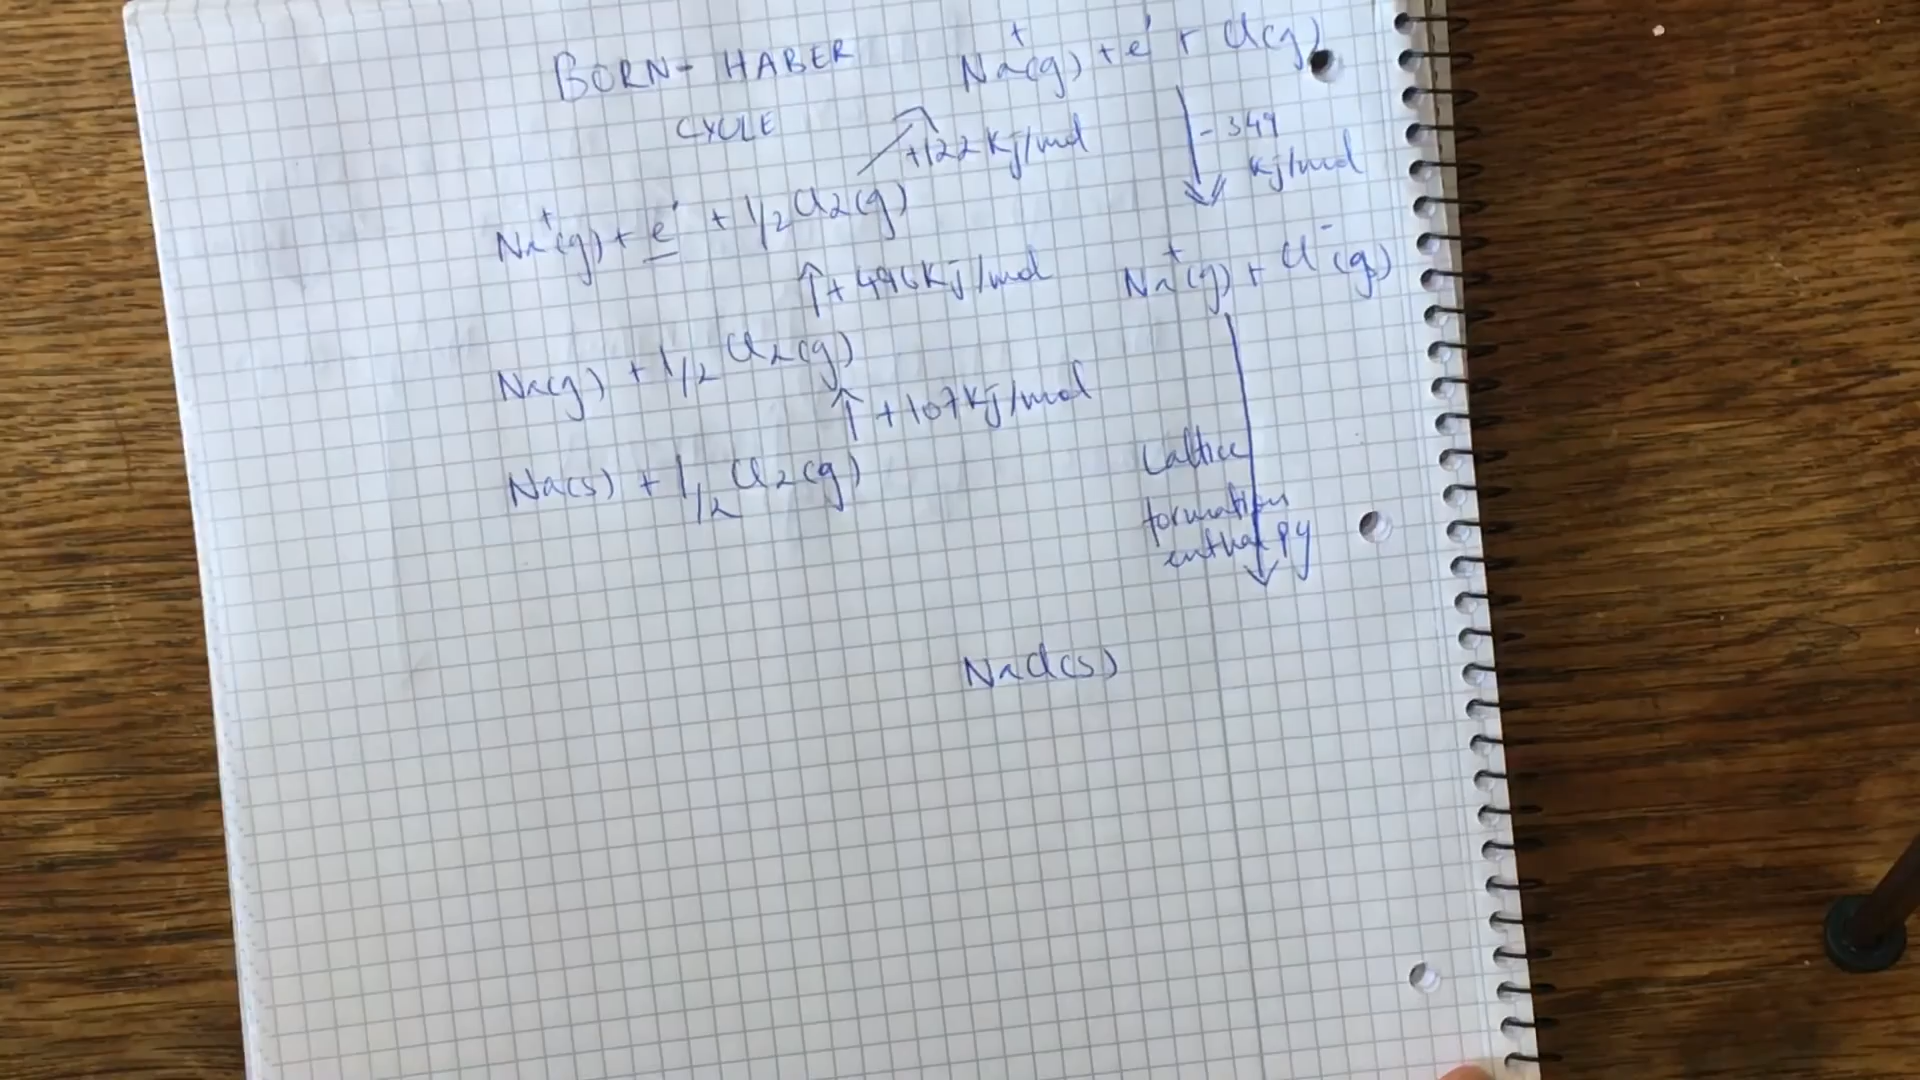 BORN-HABER
CYCLE
Na⁺(g) + e' + Cl(g)
+122 kJ/mol
-349
kJ/mol
Na⁺(g) + e' + 1/2 Cl2(g)
+ 496 kJ/mol
Na⁺(g) + Cl⁻(g)
Na(g) + 1/2 Cl2(g)
+107 kJ/mol
Na(s) + 1/2 Cl2(g)
Lattice
formation
enthalpy
NaCl(s)